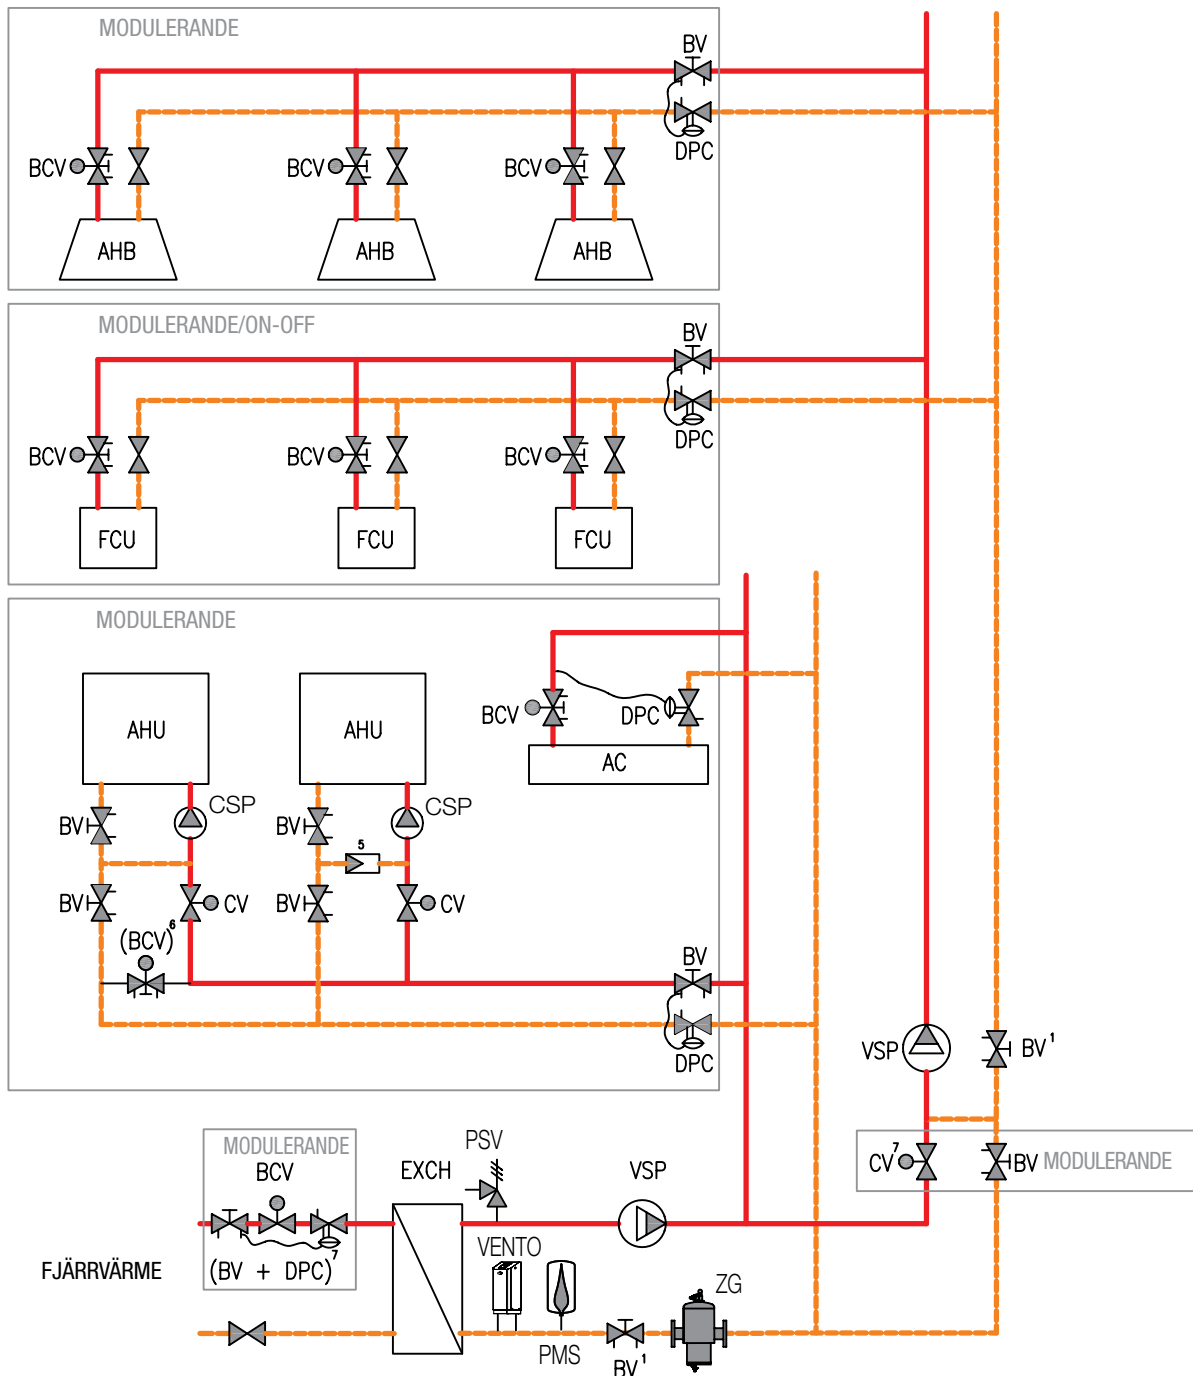 MODULERANDE
BV
DPC
BCV
BCV
BCV
AHB
AHB
AHB
MODULERANDE/ON-OFF
BV
DPC
BCV
BCV
BCV
FCU
FCU
FCU
MODULERANDE
AHU
AHU
BCV
DPC
AC
CSP
CSP
BV
BV
5
BV
CV
BV
CV
(BCV)6
BV
DPC
VSP
BV1
MODULERANDE
BCV
PSV
EXCH
VSP
CV7
BV MODULERANDE
FJÄRRVÄRME
(BV + DPC)7
VENTO
PMS
BV1
ZG